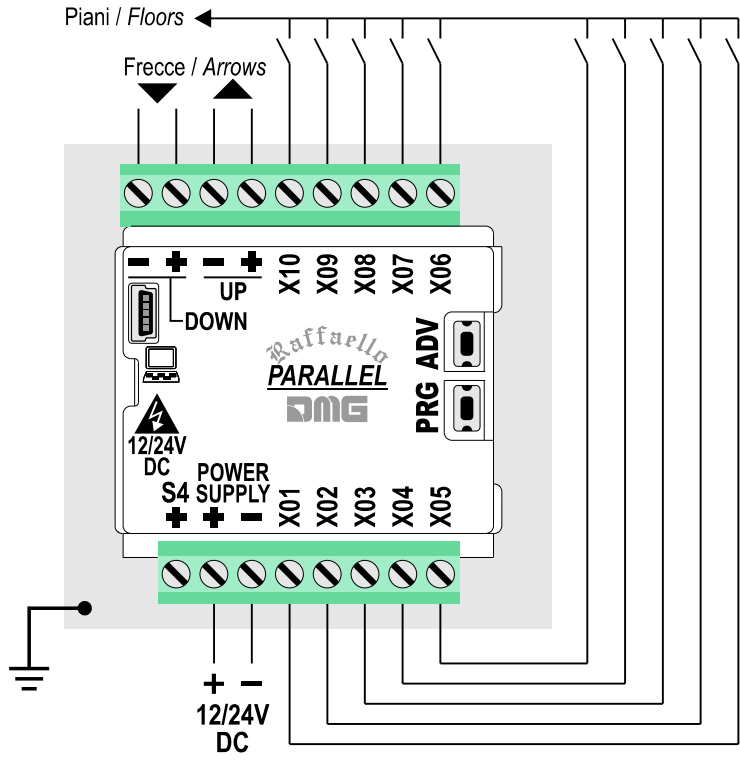 Piani / Floors
Frecce / Arrows
− + − + X10 X09 X08 X07 X06
UP
DOWN
Raffaello
PARALLEL
DMG
ADV
PRG
12/24V
DC
POWER
S4 SUPPLY
+ + − X01 X02 X03 X04 X05
+ −
12/24V
DC